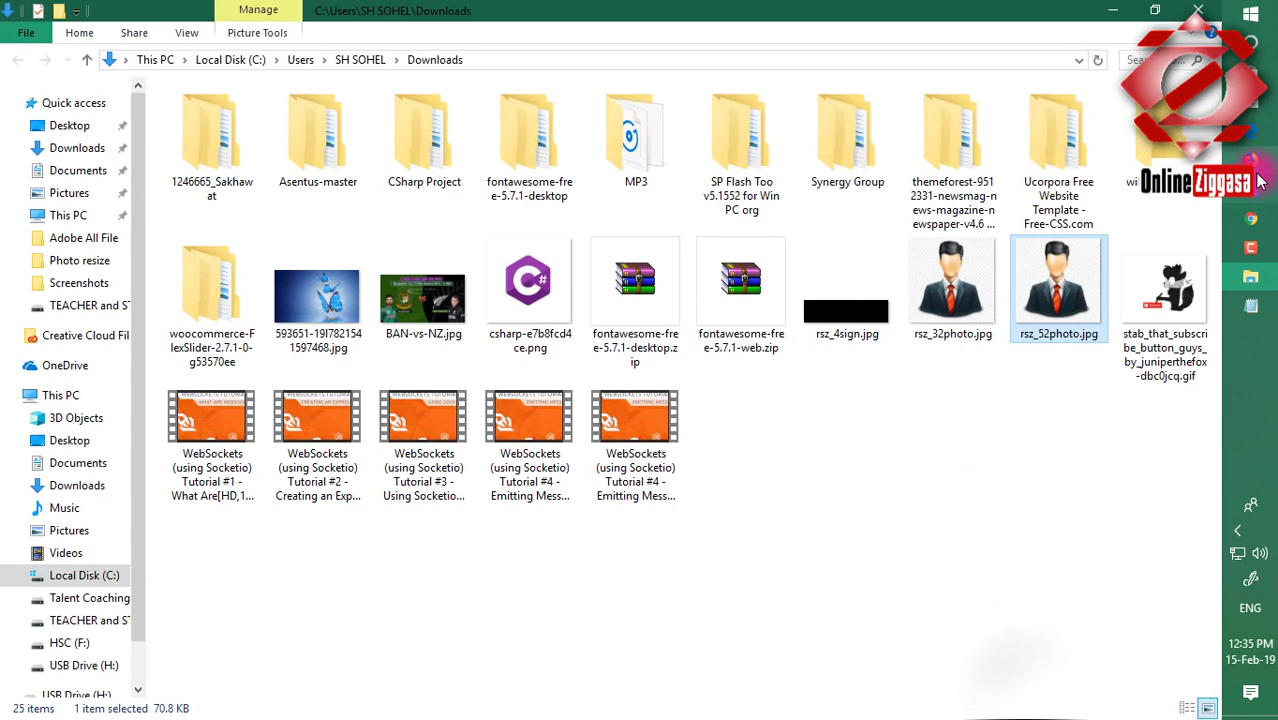 Manage
C:\Users\SH SOHEL\Downloads
File
Home
Share
View
Picture Tools
This PC
Local Disk (C:)
Users
SH SOHEL
Downloads
Quick access
Desktop
Downloads
Documents
Pictures
This PC
Adobe All File
Photo resize
Screenshots
TEACHER and ST
Creative Cloud Fil
OneDrive
This PC
3D Objects
Desktop
Documents
Downloads
Music
Pictures
Videos
Local Disk (C:)
Talent Coaching
TEACHER and ST
HSC (F:)
USB Drive (H:)
USB Drive (H:)
1246665_Sakhaw
at
Asentus-master
CSharp Project
fontawesome-fre
e-5.7.1-desktop
MP3
SP Flash Too
v5.1552 for Win
PC org
Synergy Group
themeforest-951
2331-newsmag-n
ews-magazine-n
ewspaper-v4.6
Ucorpora Free
Website
Template -
Free-CSS.com
OnlineZiggasa
woocommerce-F
lexSlider-2.7.1-0-
g53570ee
593651-19I782154
1597468.jpg
BAN-vs-NZ.jpg
csharp-e7b8fcd4
ce.png
fontawesome-fre
e-5.7.1-desktop.z
ip
fontawesome-fre
e-5.7.1-web.zip
rsz_4sign.jpg
rsz_32photo.jpg
rsz_52photo.jpg
stab_that_subscri
be_button_guys_
by_juniperthefox
-dbc0jcq.gif
WebSockets
(using Socketio)
Tutorial #1 -
What Are[HD,1...
WebSockets
(using Socketio)
Tutorial #2 -
Creating an Exp...
WebSockets
(using Socketio)
Tutorial #3 -
Using Socketio...
WebSockets
(using Socketio)
Tutorial #4 -
Emitting Mess...
WebSockets
(using Socketio)
Tutorial #4 -
Emitting Mess...
ENG
12:35 PM
15-Feb-19
25 items
1 item selected 70.8 KB